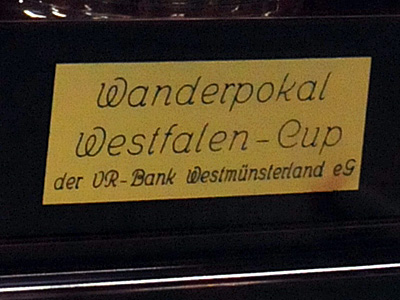 Wanderpokal
Westfalen-Cup
der VR-Bank Westmünsterland eG